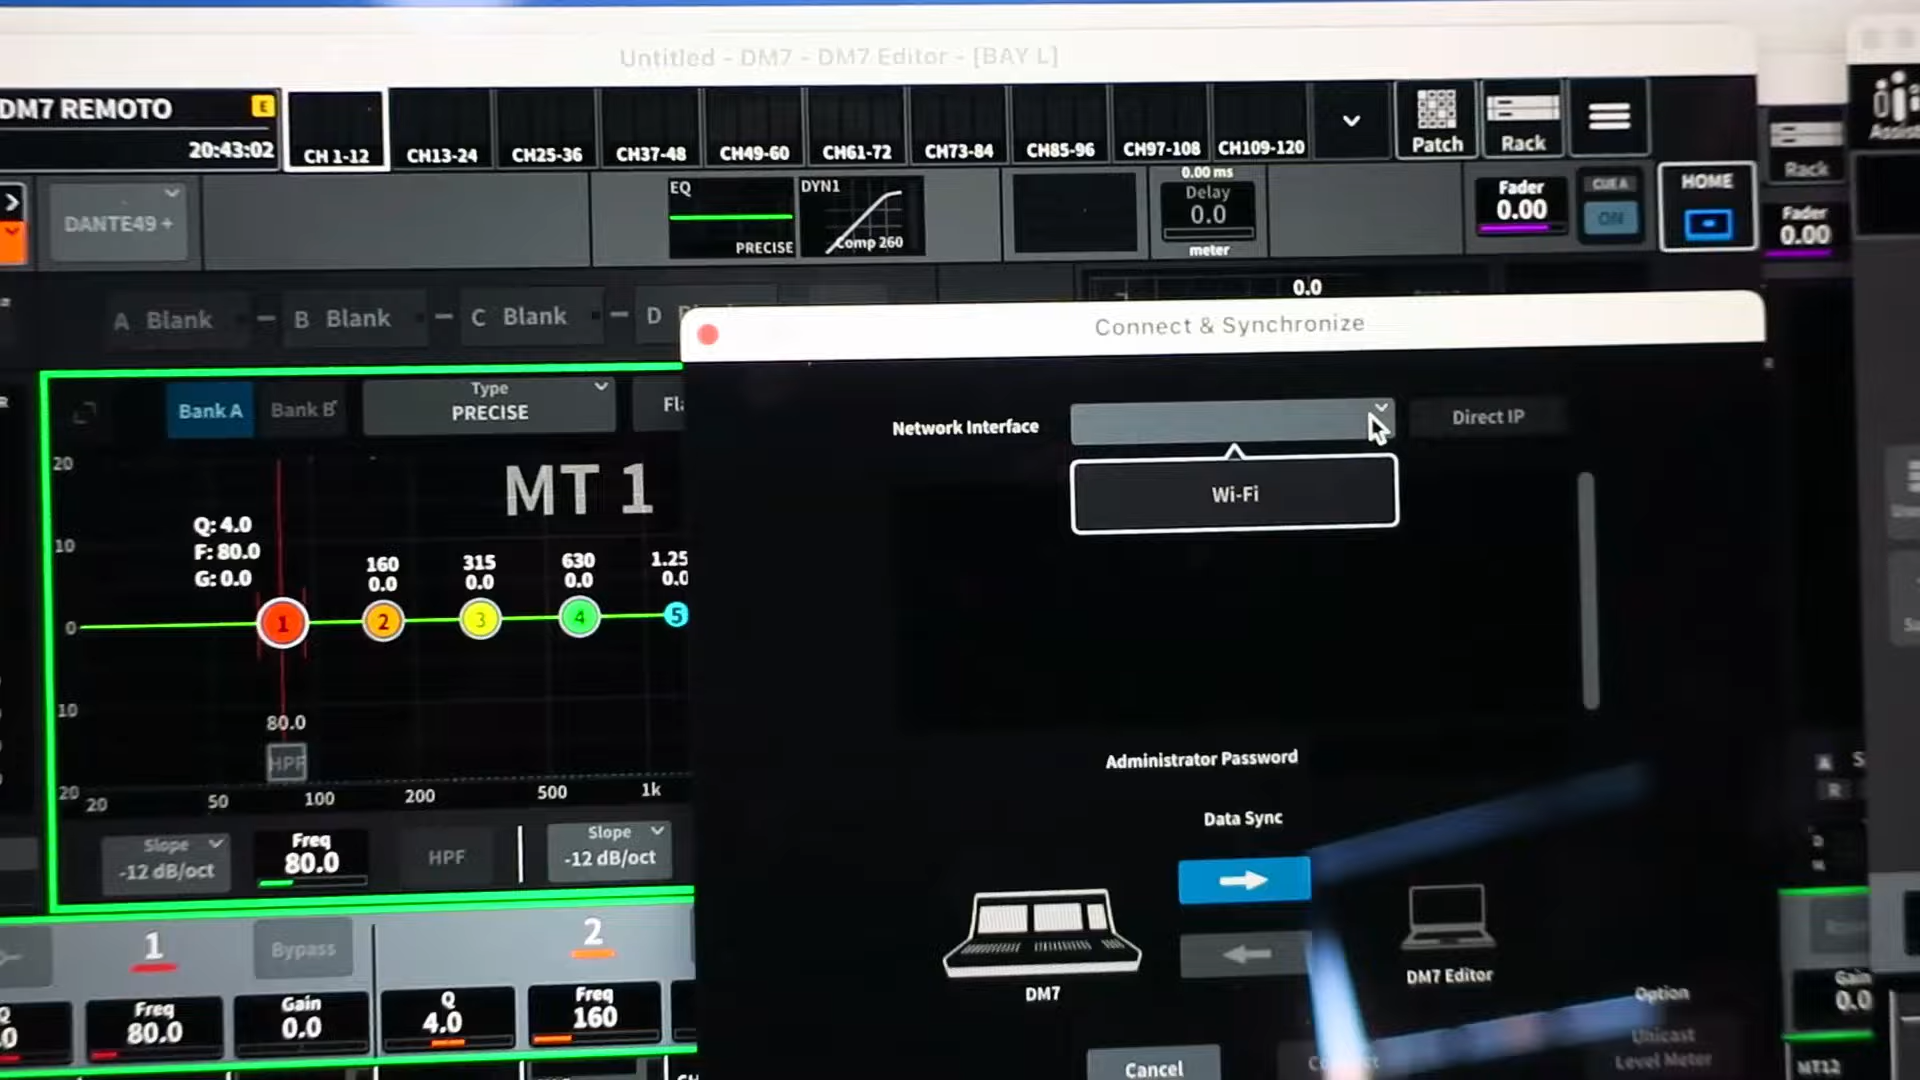 Untitled - DM7 - DM7 Editor - [BAY L]
DM7 REMOTO
E
20:43:02
CH 1-12
CH13-24
CH25-36
CH37-48
CH49-60
CH61-72
CH73-84
CH85-96
CH97-108
CH109-120
Patch
Rack
DANTE49 +
EQ
PRECISE
DYN1
Comp 260
0.00 ms
Delay
0.0
meter
Fader
0.00
CUE A
ON
HOME
Rack
Fader
0.00
A Blank
B Blank
C Blank
D
0.0
Connect & Synchronize
Bank A
Bank B
Type
PRECISE
Network Interface
Direct IP
Wi-Fi
MT 1
20
10
0
10
20
Q: 4.0
F: 80.0
G: 0.0
160
0.0
315
0.0
630
0.0
1.25
0.0
1
2
3
4
5
80.0
HPF
20
50
100
200
500
1k
Administrator Password
Data Sync
DM7
DM7 Editor
Option
Unicast
Level Meter
Cancel
Slope
-12 dB/oct
Freq
80.0
HPF
Slope
-12 dB/oct
1
Bypass
2
Freq
80.0
Gain
0.0
Q
4.0
Freq
160
A
R
Gain
0.0
MT12